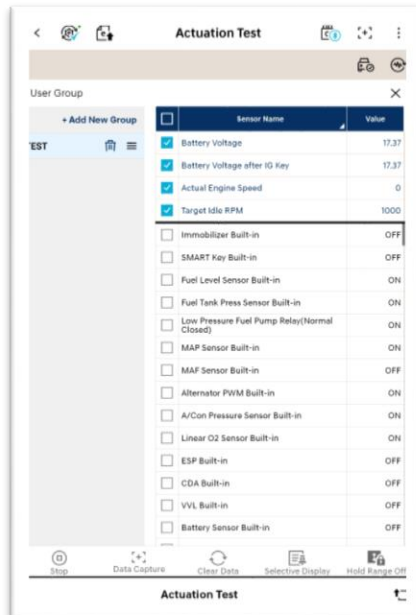 Actuation Test
User Group
+ Add New Group
Sensor Name
Value
TEST
Battery Voltage 17.37
Battery Voltage after IG Key 17.37
Actual Engine Speed 0
Target Idle RPM 1000
Immobilizer Built-in OFF
SMART Key Built-in OFF
Fuel Level Sensor Built-in ON
Fuel Tank Press Sensor Built-in ON
Low Pressure Fuel Pump Relay(Normal
Closed) ON
MAP Sensor Built-in ON
MAF Sensor Built-in OFF
Alternator PWM Built-in ON
A/Con Pressure Sensor Built-in ON
Linear O2 Sensor Built-in ON
ESP Built-in OFF
CDA Built-in OFF
VVL Built-in OFF
Battery Sensor Built-in OFF
Stop
Data Capture
Clear Data
Selective Display
Hold Range Off
Actuation Test